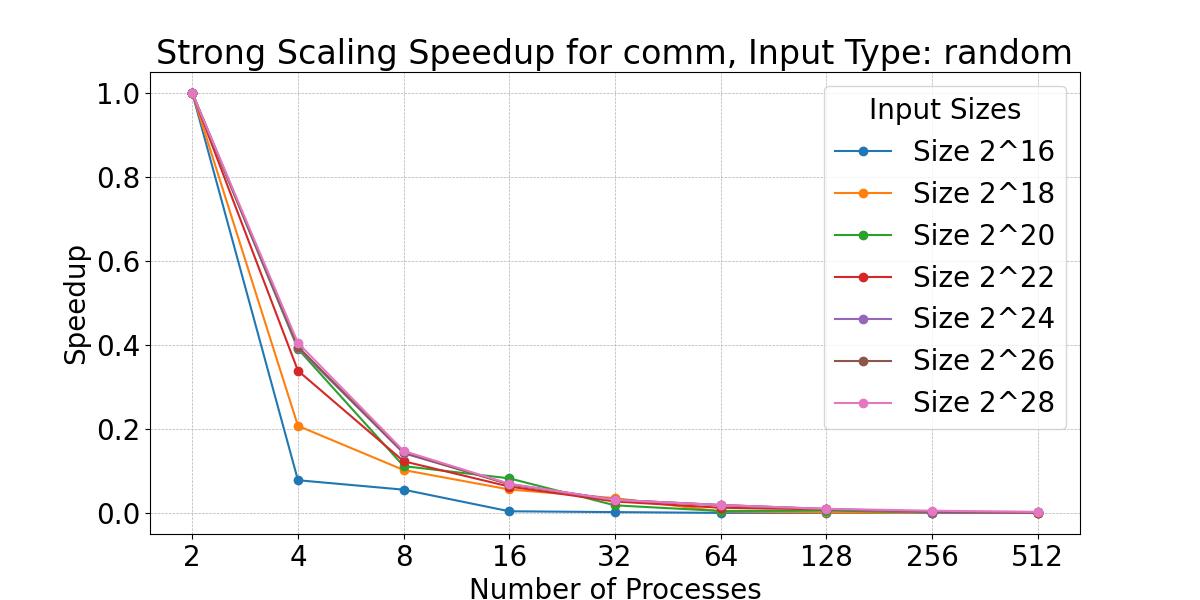 Strong Scaling Speedup for comm, Input Type: random
Speedup
1.0
0.8
0.6
0.4
0.2
0.0
Input Sizes
Size 2^16
Size 2^18
Size 2^20
Size 2^22
Size 2^24
Size 2^26
Size 2^28
2 4 8 16 32 64 128 256 512
Number of Processes